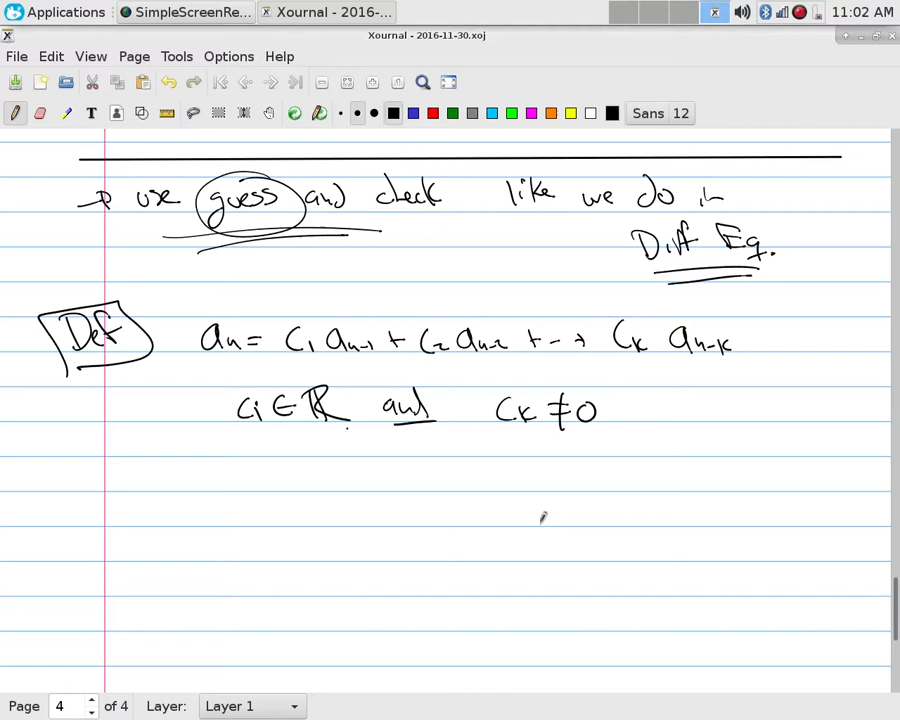 Applications SimpleScreenRe... Xournal - 2016-... 11:02 AM
Xournal - 2016-11-30.xoj
File Edit View Page Tools Options Help
Sans 12
→ use guess and check like we do in
Diff Eq.
Def aₙ = c₁ aₙ₋₁ + c₂ aₙ₋₂ + ... + cₖ aₙ₋ₖ
cᵢ ∈ ℝ and cₖ ≠ 0
Page 4 of 4 Layer: Layer 1